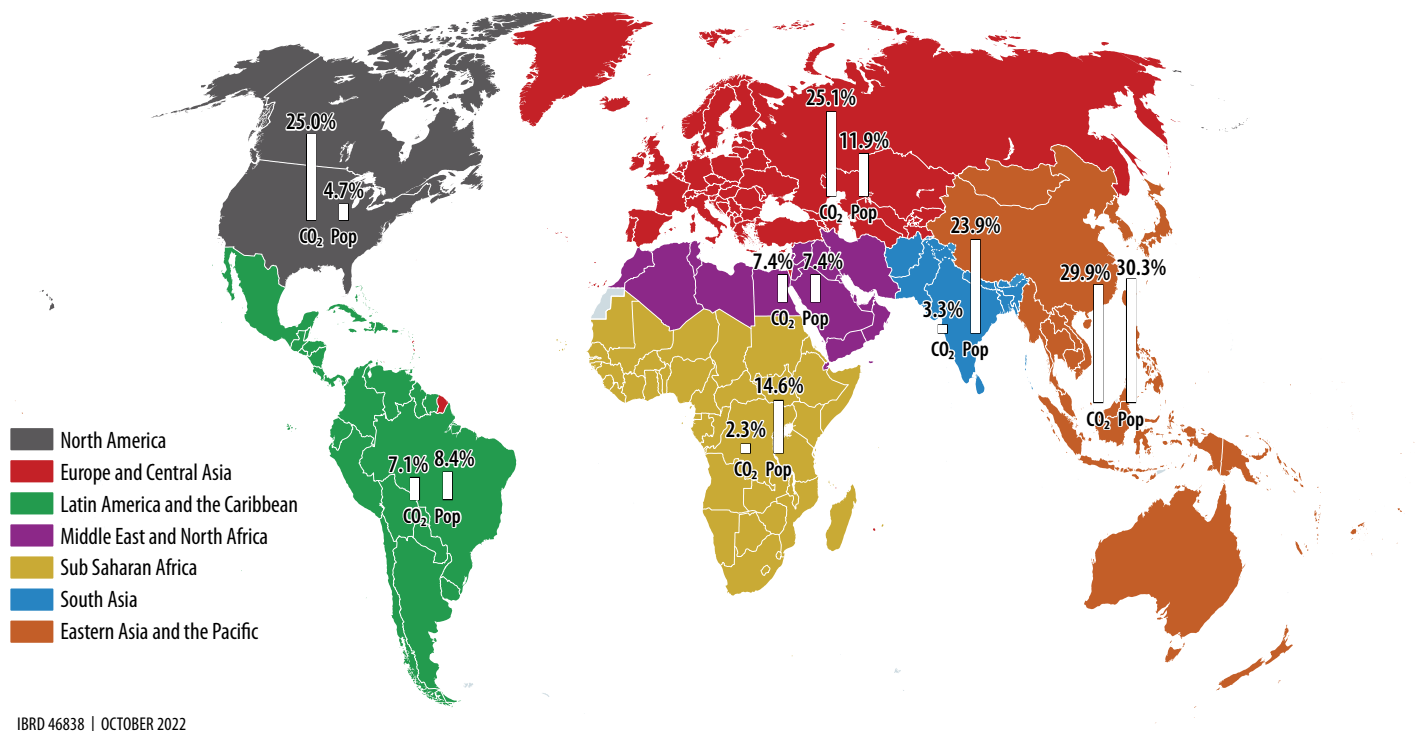 25.0%
4.7%
CO₂ Pop
25.1%
11.9%
CO₂ Pop
23.9%
3.3%
CO₂ Pop
29.9%
30.3%
CO₂ Pop
7.4%
7.4%
CO₂ Pop
14.6%
2.3%
CO₂ Pop
7.1%
8.4%
CO₂ Pop
North America
Europe and Central Asia
Latin America and the Caribbean
Middle East and North Africa
Sub Saharan Africa
South Asia
Eastern Asia and the Pacific
IBRD 46838 | OCTOBER 2022